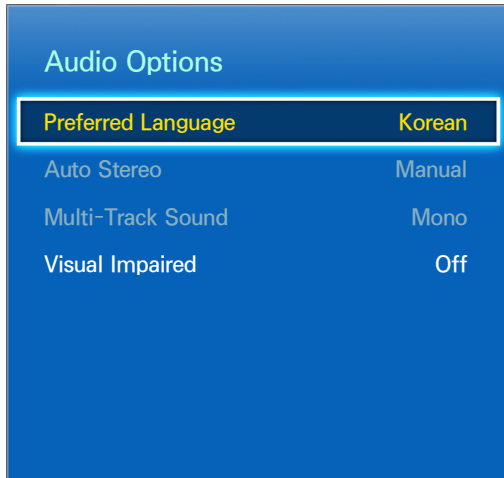 Audio Options
Preferred Language Korean
Auto Stereo Manual
Multi-Track Sound Mono
Visual Impaired Off